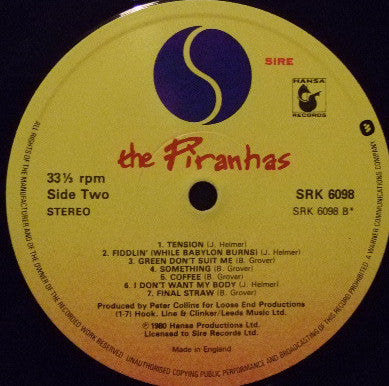 SIRE
HANSA
RECORDS
the Piranhas
33⅓ rpm
Side Two
STEREO
SRK 6098
SRK 6098 B*
1. TENSION (J. Helmer)
2. FIDDLIN' (WHILE BABYLON BURNS) (J. Helmer)
3. GREEN DON'T SUIT ME (B. Grover)
4. SOMETHING (B. Grover)
5. COFFEE (B. Grover)
6. I DON'T WANT MY BODY (J. Helmer)
7. FINAL STRAW (B. Grover)
Produced by Peter Collins for Loose End Productions
(1-7) Hook. Line & Clinker/Leeds Music Ltd.
℗ 1980 Hansa Productions Ltd.
Licensed to Sire Records Ltd.
Made in England
ALL RIGHTS OF THE MANUFACTURER AND OF THE OWNER OF THE RECORDED WORK RESERVED. UNAUTHORISED COPYING PUBLIC PERFORMANCE AND BROADCASTING OF THIS RECORD PROHIBITED. A WARNER COMMUNICATIONS COMPANY